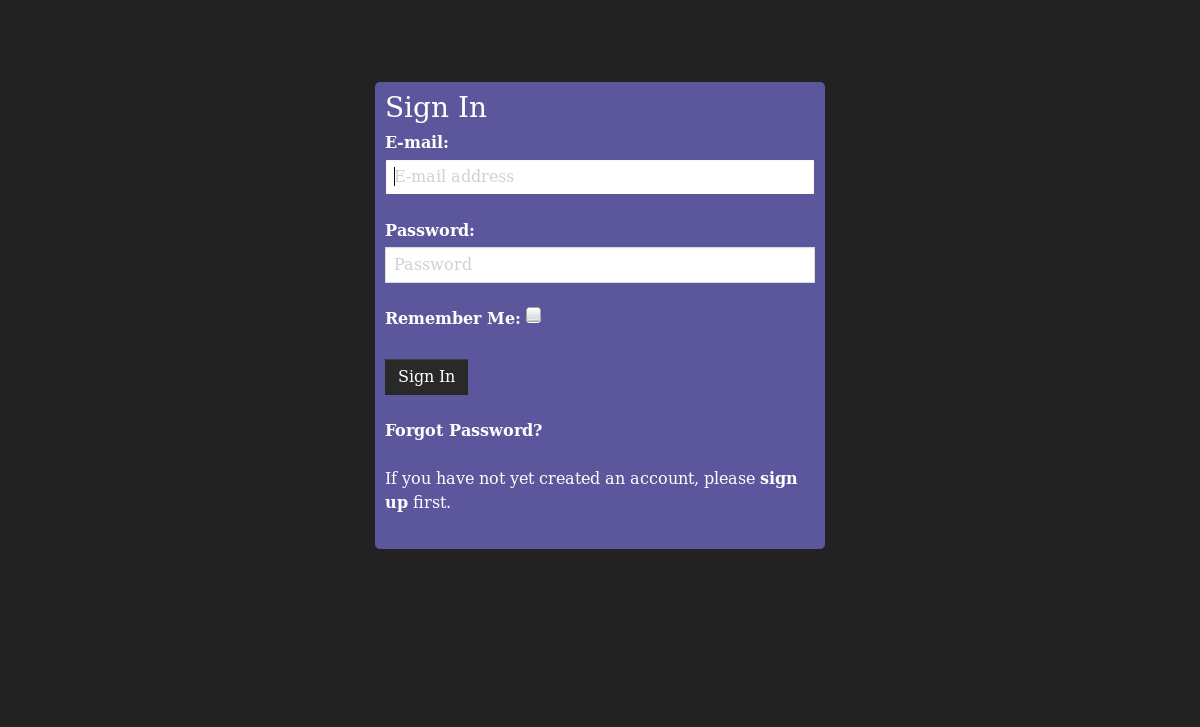 Sign In
E-mail:
E-mail address
Password:
Password
Remember Me:
Sign In
Forgot Password?
If you have not yet created an account, please sign
up first.